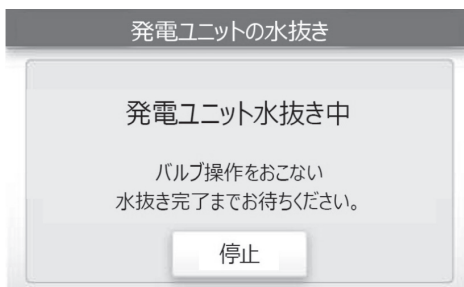 発電ユニットの水抜き
発電ユニット水抜き中
バルブ操作をおこない
水抜き完了までお待ちください。
停止